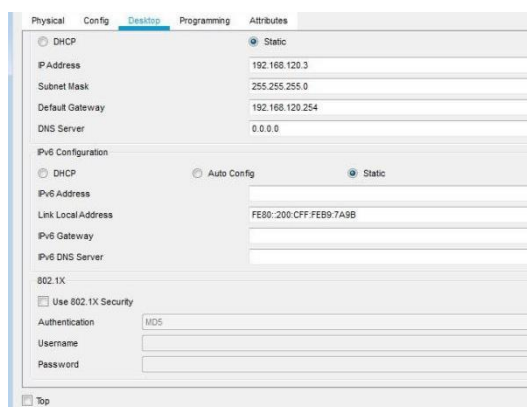 Physical Config Desktop Programming Attributes
DHCP Static
IP Address 192.168.120.3
Subnet Mask 255.255.255.0
Default Gateway 192.168.120.254
DNS Server 0.0.0.0
IPv6 Configuration
DHCP Auto Config Static
IPv6 Address
Link Local Address FE80::200:CFF:FEB9:7A9B
IPv6 Gateway
IPv6 DNS Server
802.1X
Use 802.1X Security
Authentication MD5
Username
Password
Top